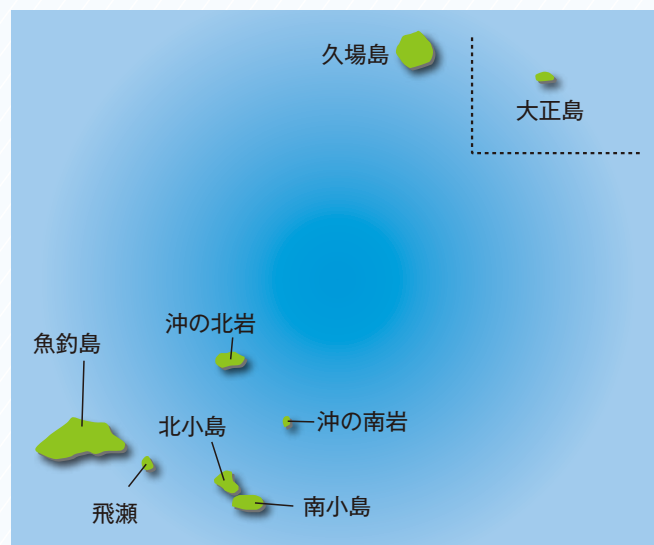 久場島
大正島
沖の北岩
魚釣島
沖の南岩
北小島
南小島
飛瀬